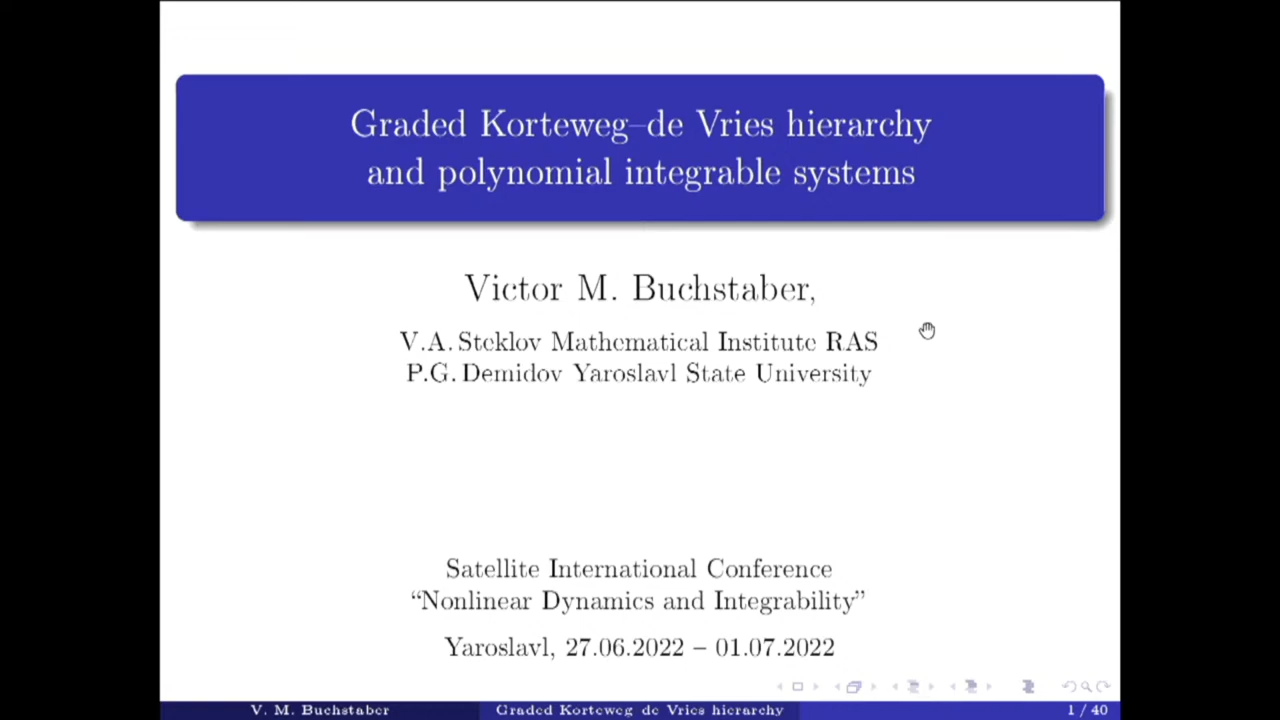 Graded Korteweg–de Vries hierarchy
and polynomial integrable systems
Victor M. Buchstaber,
V.A. Steklov Mathematical Institute RAS
P.G. Demidov Yaroslavl State University
Satellite International Conference
“Nonlinear Dynamics and Integrability”
Yaroslavl, 27.06.2022 – 01.07.2022
V. M. Buchstaber Graded Korteweg de Vries hierarchy 1 / 40